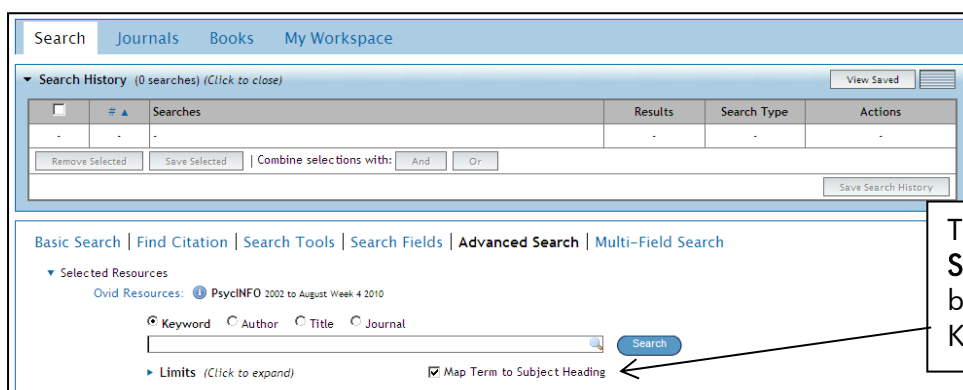 Search Journals Books My Workspace
▼ Search History (0 searches) (Click to close) View Saved
# ▲ Searches Results Search Type Actions
- - - - - -
Remove Selected Save Selected | Combine selections with: And Or
Save Search History
Basic Search | Find Citation | Search Tools | Search Fields | Advanced Search | Multi-Field Search
▼ Selected Resources
Ovid Resources: i PsycINFO 2002 to August Week 4 2010
Keyword Author Title Journal
Search
► Limits (Click to expand) Map Term to Subject Heading
T
S
b
K